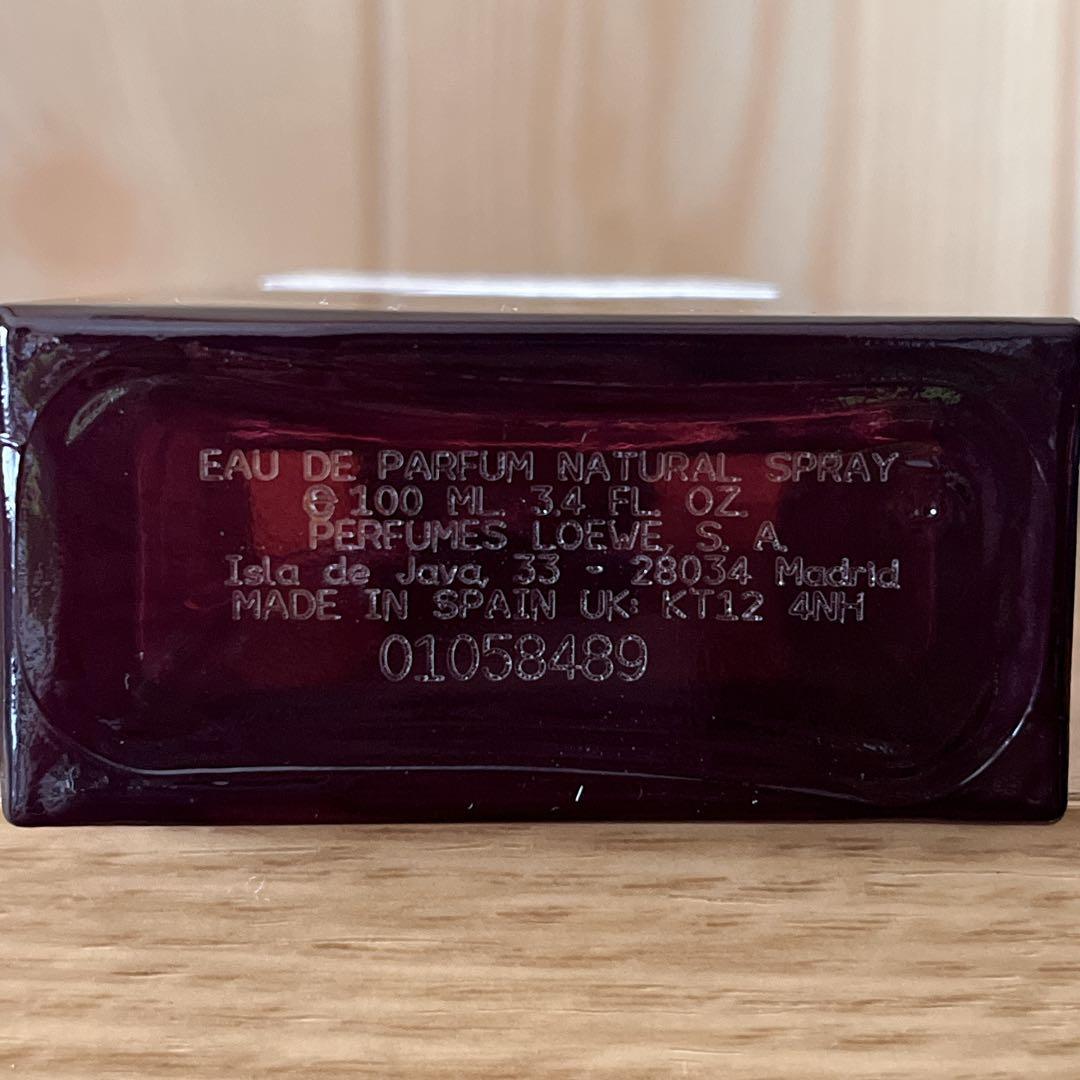 EAU DE PARFUM NATURAL SPRAY
℮ 100 ML. 3.4 FL. OZ.
PERFUMES LOEWE, S. A.
Isla de Java, 33 - 28034 Madrid
MADE IN SPAIN UK: KT12 4NH
01058489